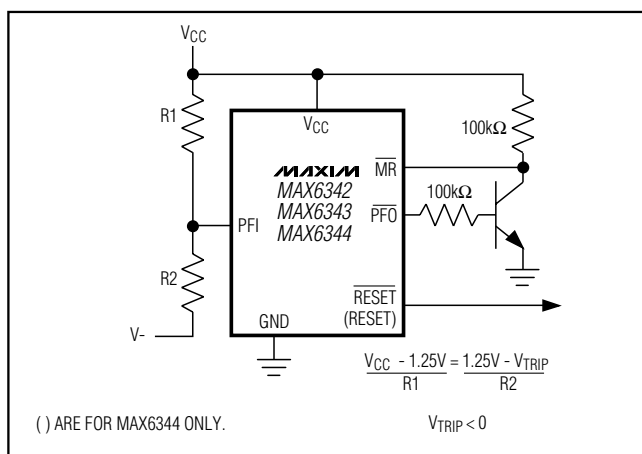 VCC
R1
VCC
100kΩ
MAXIM
MR
MAX6342
100kΩ
MAX6343
PFO
PFI
MAX6344
R2
RESET
(RESET)
V-
GND
VCC - 1.25V = 1.25V - VTRIP
R1 R2
( ) ARE FOR MAX6344 ONLY.
VTRIP < 0